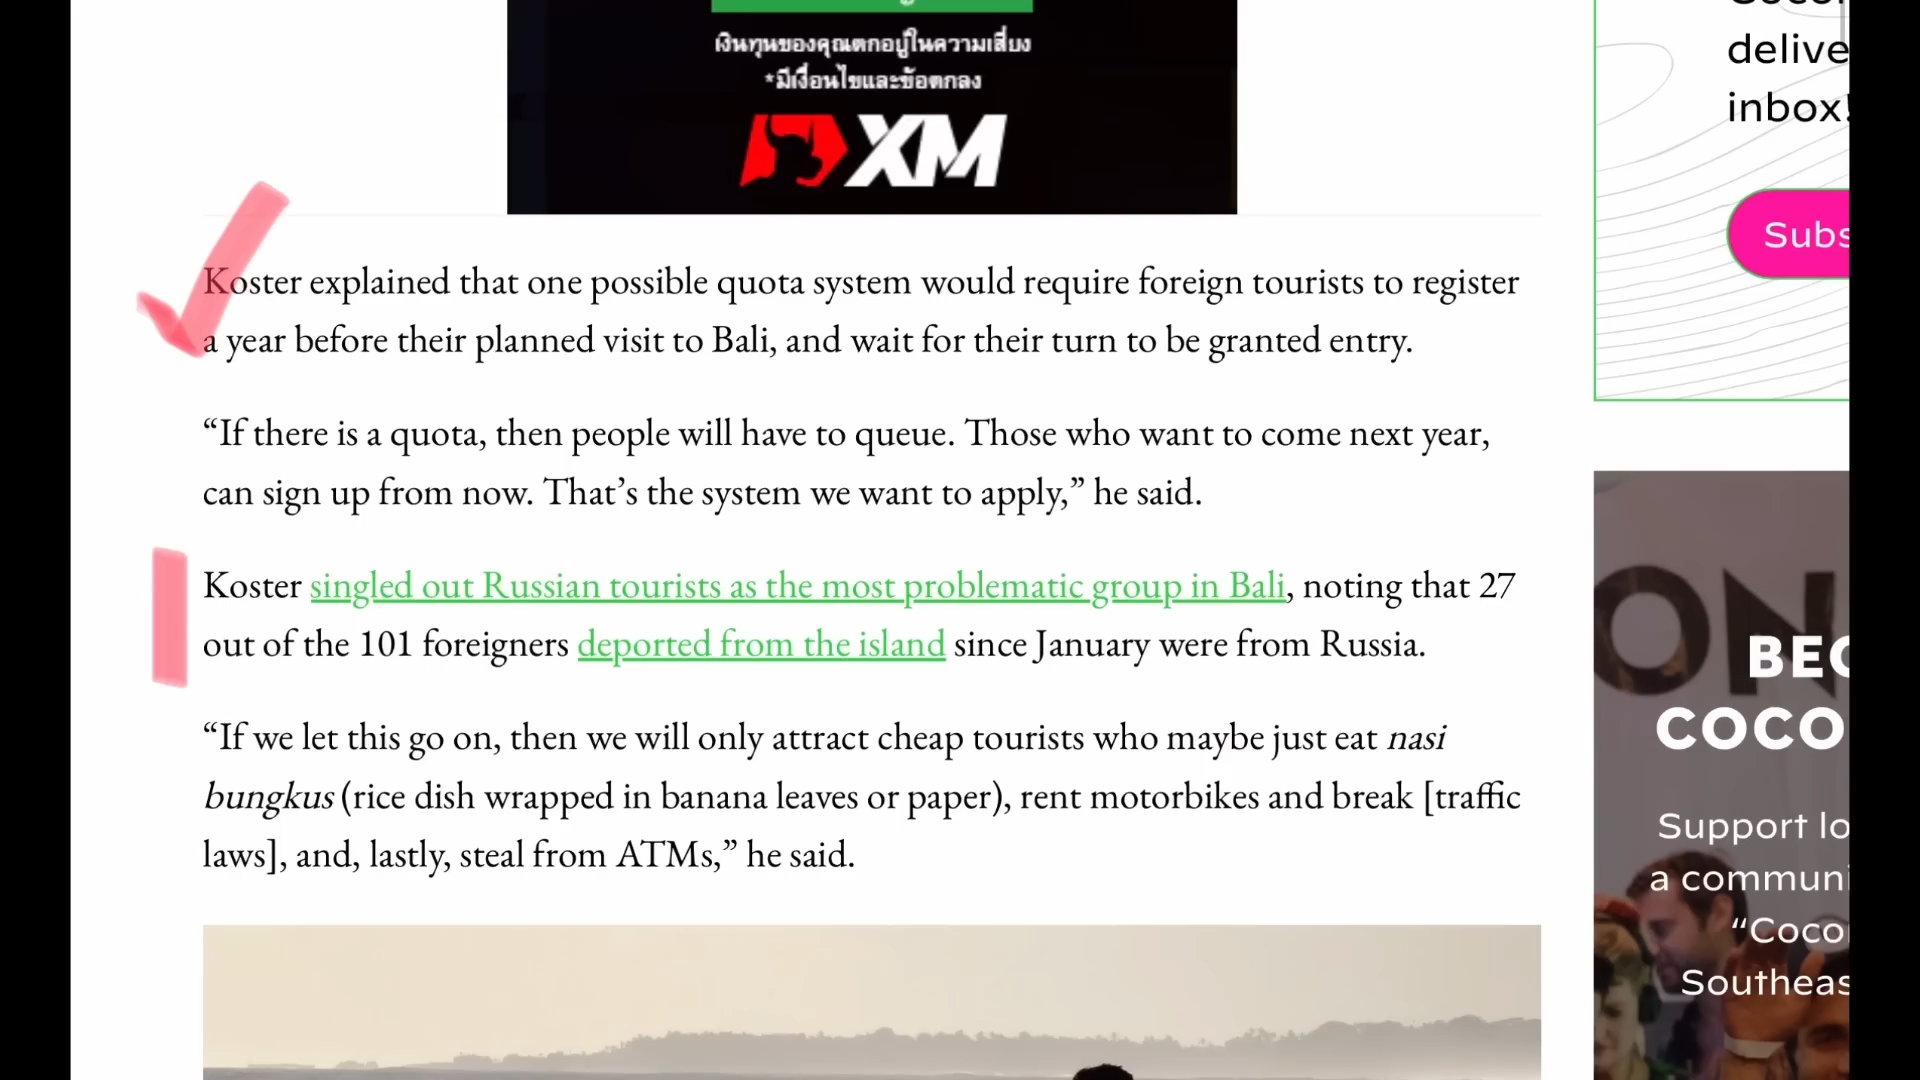 เงินทุนของคุณตกอยู่ในความเสี่ยง
*มีเงื่อนไขและข้อตกลง
XM
Koster explained that one possible quota system would require foreign tourists to register
a year before their planned visit to Bali, and wait for their turn to be granted entry.
“If there is a quota, then people will have to queue. Those who want to come next year,
can sign up from now. That’s the system we want to apply,” he said.
Koster singled out Russian tourists as the most problematic group in Bali, noting that 27
out of the 101 foreigners deported from the island since January were from Russia.
“If we let this go on, then we will only attract cheap tourists who maybe just eat nasi
bungkus (rice dish wrapped in banana leaves or paper), rent motorbikes and break [traffic
laws], and, lastly, steal from ATMs,” he said.
delive
inbox!
Subs
ON
BEC
COCO
Support lo
a communi
“Coco
Southeas